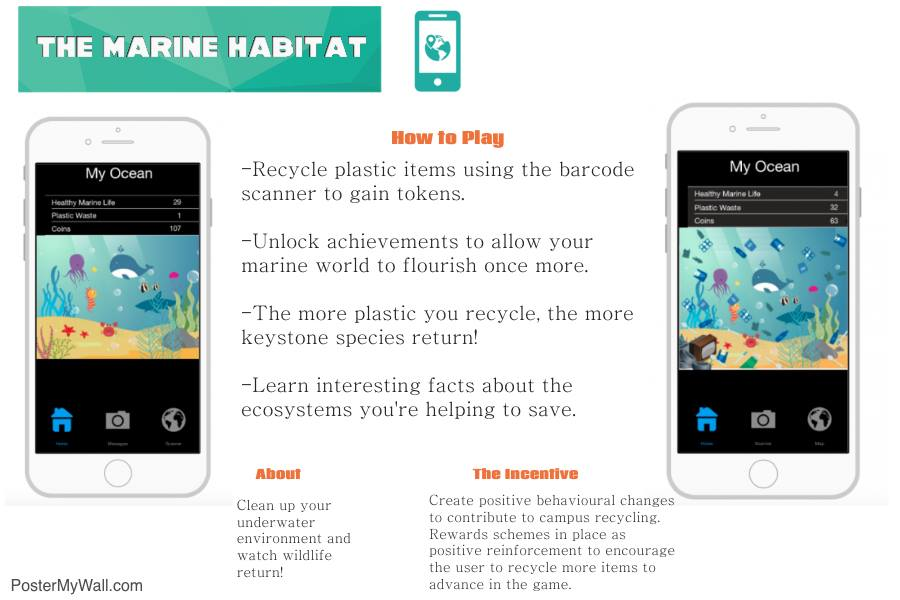 THE MARINE HABITAT
My Ocean
Healthy Marine Life 29
Plastic Waste 1
Coins 107
Home
Messages
Scanner
How to Play
-Recycle plastic items using the barcode
scanner to gain tokens.
-Unlock achievements to allow your
marine world to flourish once more.
-The more plastic you recycle, the more
keystone species return!
-Learn interesting facts about the
ecosystems you're helping to save.
My Ocean
Healthy Marine Life 4
Plastic Waste 32
Coins 63
Home
Map
About
Clean up your
underwater
environment and
watch wildlife
return!
The Incentive
Create positive behavioural changes
to contribute to campus recycling.
Rewards schemes in place as
positive reinforcement to encourage
the user to recycle more items to
advance in the game.
PosterMyWall.com